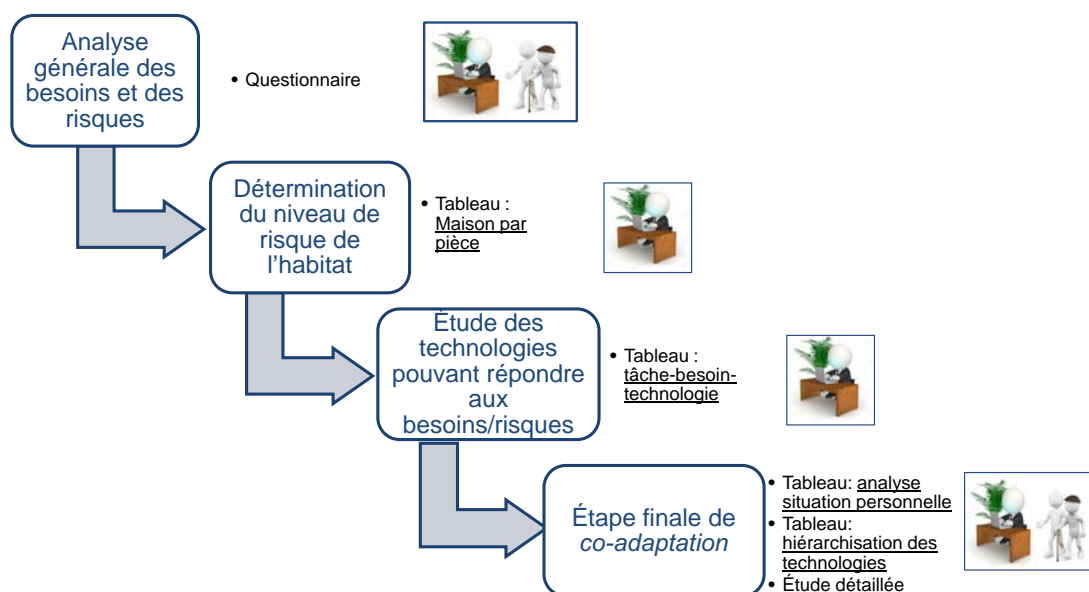 Analyse
générale des
besoins et des
risques
• Questionnaire
Détermination
du niveau de
risque de
l’habitat
• Tableau :
Maison par
pièce
Étude des
technologies
pouvant répondre
aux
besoins/risques
• Tableau :
tâche-besoin-
technologie
Étape finale de
co-adaptation
• Tableau: analyse
situation personnelle
• Tableau:
hiérarchisation des
technologies
• Étude détaillée